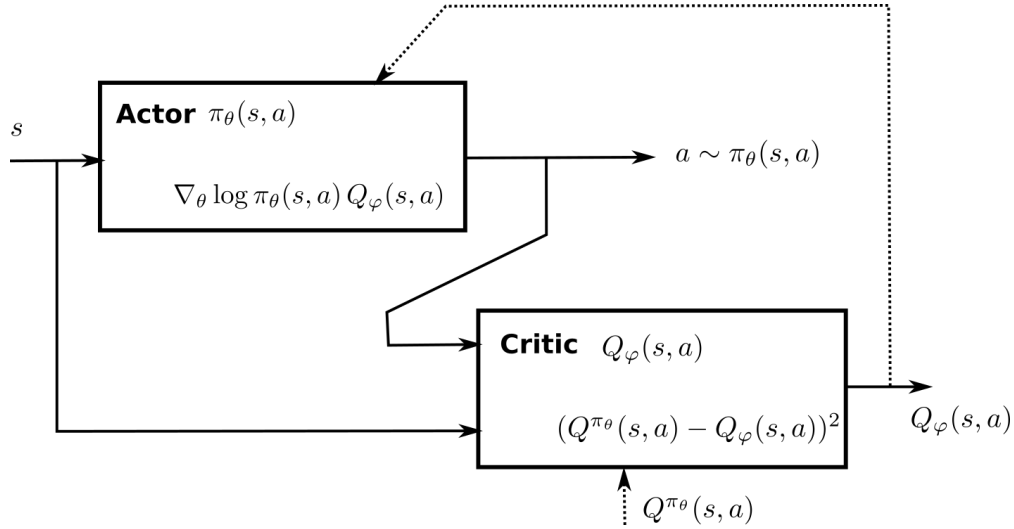 s
Actor π_θ(s, a)
a ∼ π_θ(s, a)
∇_θ log π_θ(s, a) Q_φ(s, a)
Critic Q_φ(s, a)
(Q^{π_θ}(s, a) − Q_φ(s, a))^2
Q_φ(s, a)
Q^{π_θ}(s, a)